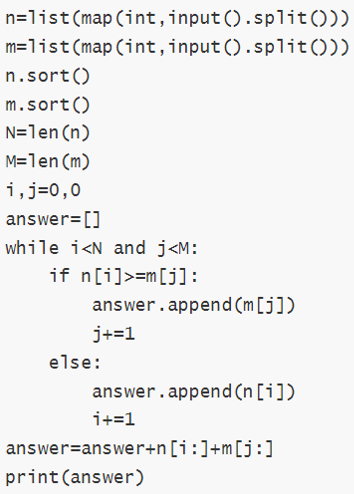 n=list(map(int,input().split()))
m=list(map(int,input().split()))
n.sort()
m.sort()
N=len(n)
M=len(m)
i,j=0,0
answer=[]
while i<N and j<M:
    if n[i]>=m[j]:
        answer.append(m[j])
        j+=1
    else:
        answer.append(n[i])
        i+=1
answer=answer+n[i:]+m[j:]
print(answer)